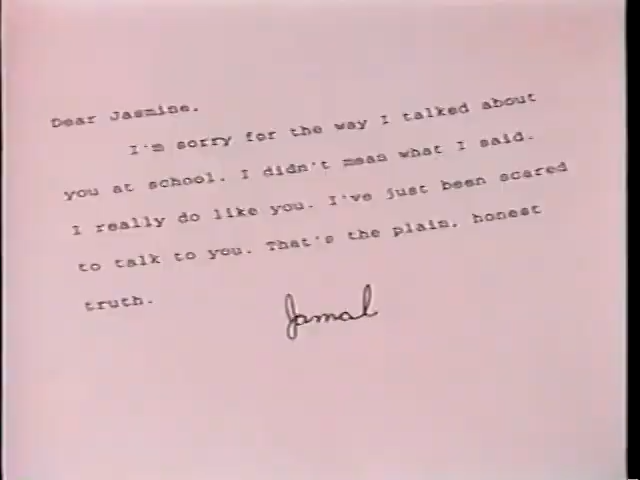 Dear Jasmine,
I'm sorry for the way I talked about
you at school. I didn't mean what I said.
I really do like you. I've just been scared
to talk to you. That's the plain, honest
truth.
Jamal